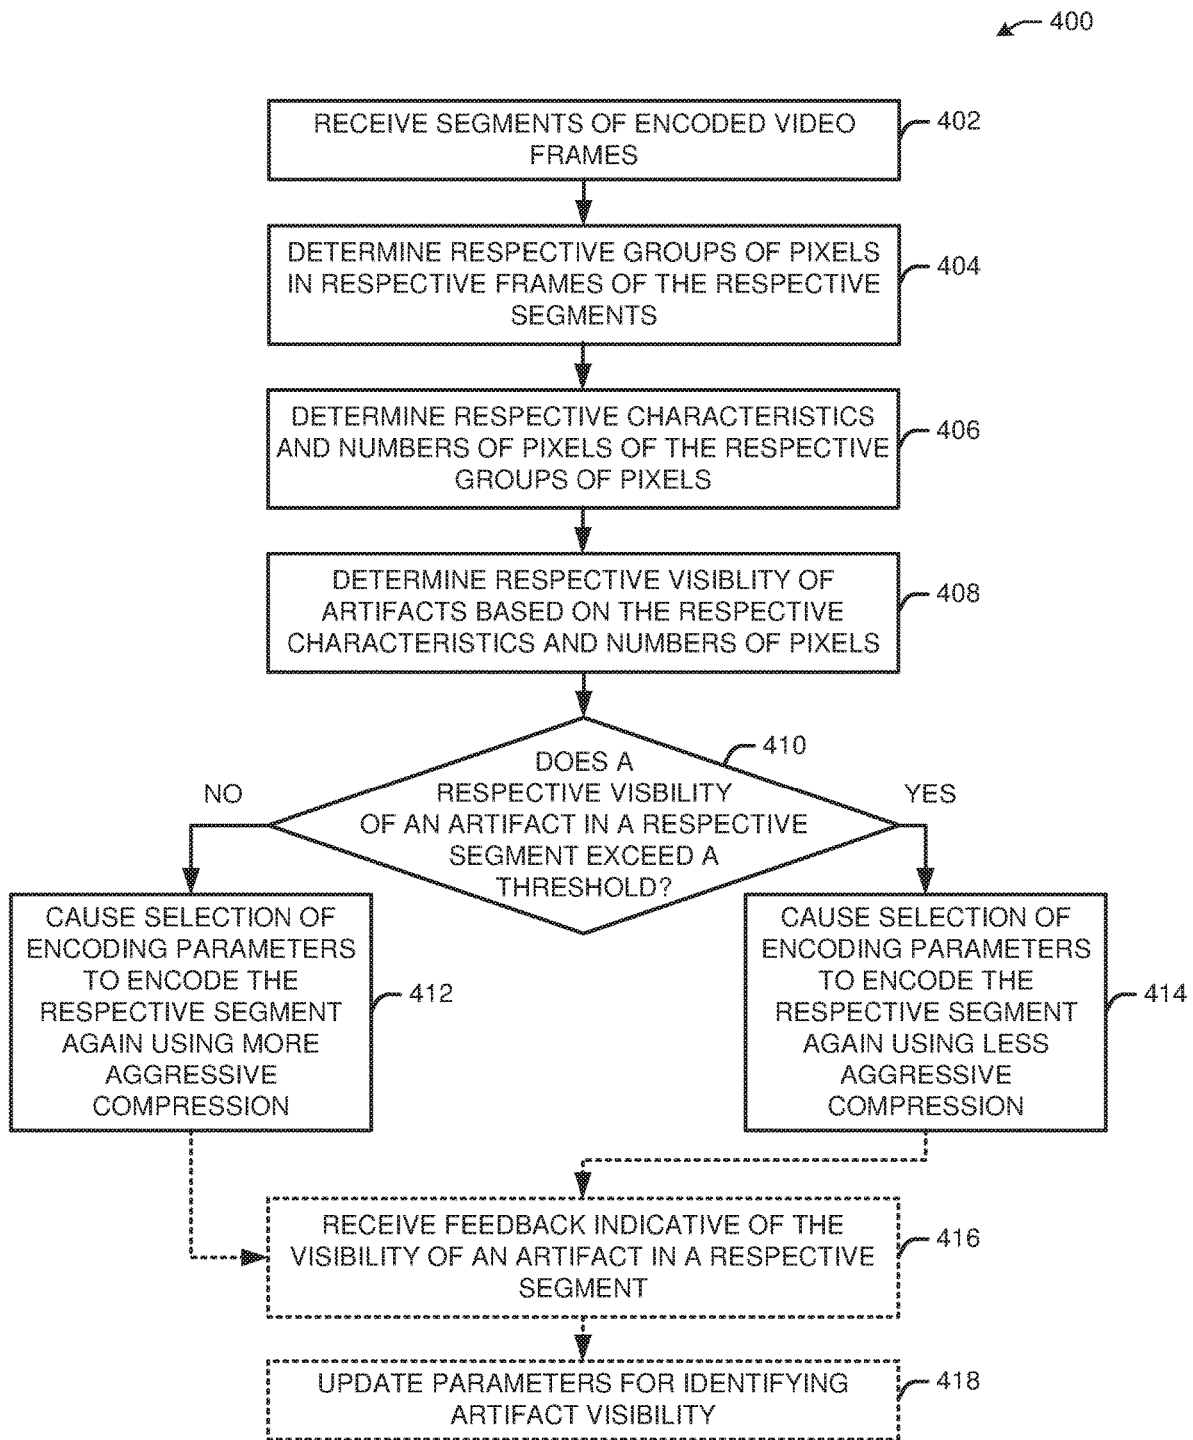 400
RECEIVE SEGMENTS OF ENCODED VIDEO
FRAMES
402
DETERMINE RESPECTIVE GROUPS OF PIXELS
IN RESPECTIVE FRAMES OF THE RESPECTIVE
SEGMENTS
404
DETERMINE RESPECTIVE CHARACTERISTICS
AND NUMBERS OF PIXELS OF THE RESPECTIVE
GROUPS OF PIXELS
406
DETERMINE RESPECTIVE VISIBLITY OF
ARTIFACTS BASED ON THE RESPECTIVE
CHARACTERISTICS AND NUMBERS OF PIXELS
408
DOES A
RESPECTIVE VISBILITY
OF AN ARTIFACT IN A RESPECTIVE
SEGMENT EXCEED A
THRESHOLD?
410
NO
YES
CAUSE SELECTION OF
ENCODING PARAMETERS
TO ENCODE THE
RESPECTIVE SEGMENT
AGAIN USING MORE
AGGRESSIVE
COMPRESSION
412
CAUSE SELECTION OF
ENCODING PARAMETERS
TO ENCODE THE
RESPECTIVE SEGMENT
AGAIN USING LESS
AGGRESSIVE
COMPRESSION
414
RECEIVE FEEDBACK INDICATIVE OF THE
VISIBILITY OF AN ARTIFACT IN A RESPECTIVE
SEGMENT
416
UPDATE PARAMETERS FOR IDENTIFYING
ARTIFACT VISIBILITY
418